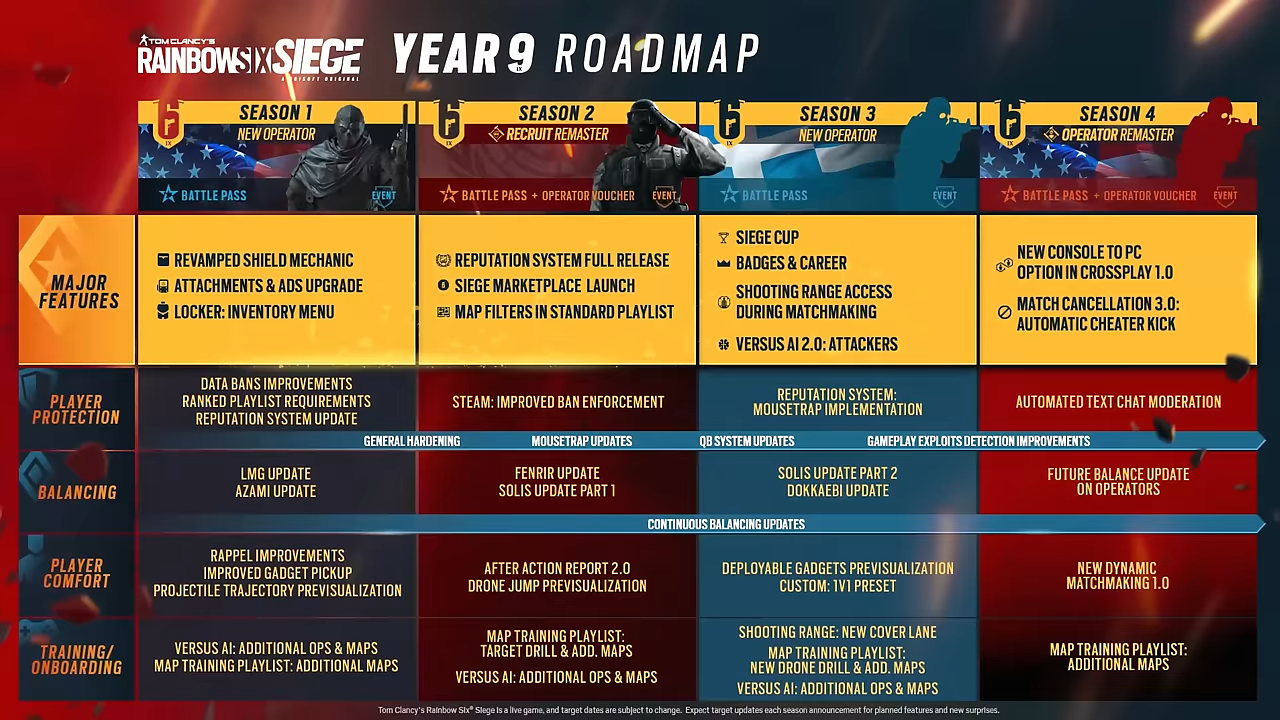 TOM CLANCY'S
RAINBOWSIX SIEGE
A UBISOFT ORIGINAL
YEAR 9 ROADMAP
SEASON 1
NEW OPERATOR
BATTLE PASS
EVENT
SEASON 2
RECRUIT REMASTER
BATTLE PASS + OPERATOR VOUCHER
EVENT
SEASON 3
NEW OPERATOR
BATTLE PASS
EVENT
SEASON 4
OPERATOR REMASTER
BATTLE PASS + OPERATOR VOUCHER
EVENT
MAJOR
FEATURES
REVAMPED SHIELD MECHANIC
ATTACHMENTS & ADS UPGRADE
LOCKER: INVENTORY MENU
REPUTATION SYSTEM FULL RELEASE
SIEGE MARKETPLACE LAUNCH
MAP FILTERS IN STANDARD PLAYLIST
SIEGE CUP
BADGES & CAREER
SHOOTING RANGE ACCESS
DURING MATCHMAKING
VERSUS AI 2.0: ATTACKERS
NEW CONSOLE TO PC
OPTION IN CROSSPLAY 1.0
MATCH CANCELLATION 3.0:
AUTOMATIC CHEATER KICK
PLAYER
PROTECTION
DATA BANS IMPROVEMENTS
RANKED PLAYLIST REQUIREMENTS
REPUTATION SYSTEM UPDATE
STEAM: IMPROVED BAN ENFORCEMENT
REPUTATION SYSTEM:
MOUSETRAP IMPLEMENTATION
AUTOMATED TEXT CHAT MODERATION
GENERAL HARDENING MOUSETRAP UPDATES QB SYSTEM UPDATES GAMEPLAY EXPLOITS DETECTION IMPROVEMENTS
BALANCING
LMG UPDATE
AZAMI UPDATE
FENRIR UPDATE
SOLIS UPDATE PART 1
SOLIS UPDATE PART 2
DOKKAEBI UPDATE
FUTURE BALANCE UPDATE
ON OPERATORS
CONTINUOUS BALANCING UPDATES
PLAYER
COMFORT
RAPPEL IMPROVEMENTS
IMPROVED GADGET PICKUP
PROJECTILE TRAJECTORY PREVISUALIZATION
AFTER ACTION REPORT 2.0
DRONE JUMP PREVISUALIZATION
DEPLOYABLE GADGETS PREVISUALIZATION
CUSTOM: 1V1 PRESET
NEW DYNAMIC
MATCHMAKING 1.0
TRAINING/
ONBOARDING
VERSUS AI: ADDITIONAL OPS & MAPS
MAP TRAINING PLAYLIST: ADDITIONAL MAPS
MAP TRAINING PLAYLIST:
TARGET DRILL & ADD. MAPS
VERSUS AI: ADDITIONAL OPS & MAPS
SHOOTING RANGE: NEW COVER LANE
MAP TRAINING PLAYLIST:
NEW DRONE DRILL & ADD. MAPS
VERSUS AI: ADDITIONAL OPS & MAPS
MAP TRAINING PLAYLIST:
ADDITIONAL MAPS
Tom Clancy's Rainbow Six® Siege is a live game, and target dates are subject to change. Expect target updates each season announcement for planned features and new surprises.